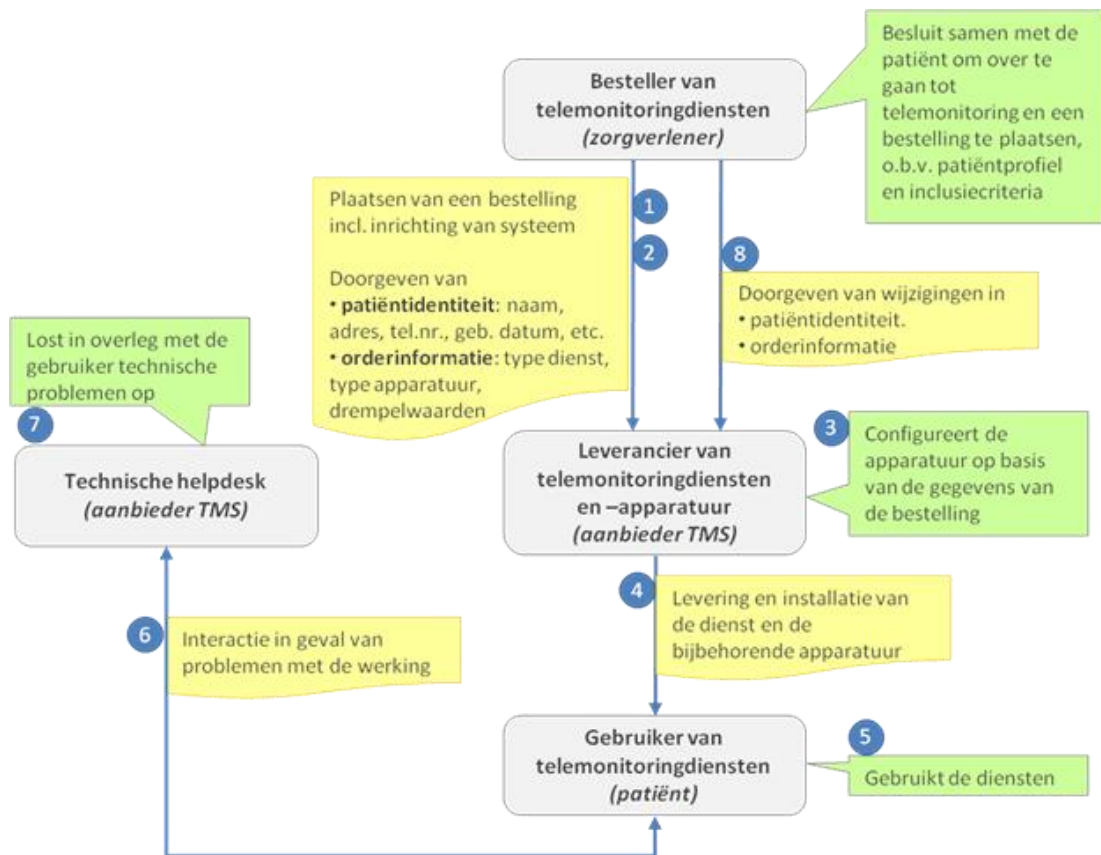 Besteller van
telemonitoringdiensten
(zorgverlener)
Besluit samen met de
patiënt om over te
gaan tot
telemonitoring en een
bestelling te plaatsen,
o.b.v. patiëntprofiel
en inclusiecriteria
Plaatsen van een bestelling
incl. inrichting van systeem
Doorgeven van
• patiëntidentiteit: naam,
adres, tel.nr., geb. datum, etc.
• orderinformatie: type dienst,
type apparatuur,
drempelwaarden
1
2
8
Doorgeven van wijzigingen in
• patiëntidentiteit.
• orderinformatie
Lost in overleg met de
gebruiker technische
problemen op
7
Technische helpdesk
(aanbieder TMS)
Leverancier van
telemonitoringdiensten
en –apparatuur
(aanbieder TMS)
3
Configureert de
apparatuur op basis
van de gegevens van
de bestelling
4
Levering en installatie van
de dienst en de
bijbehorende apparatuur
6
Interactie in geval van
problemen met de werking
Gebruiker van
telemonitoringdiensten
(patiënt)
5
Gebruikt de diensten